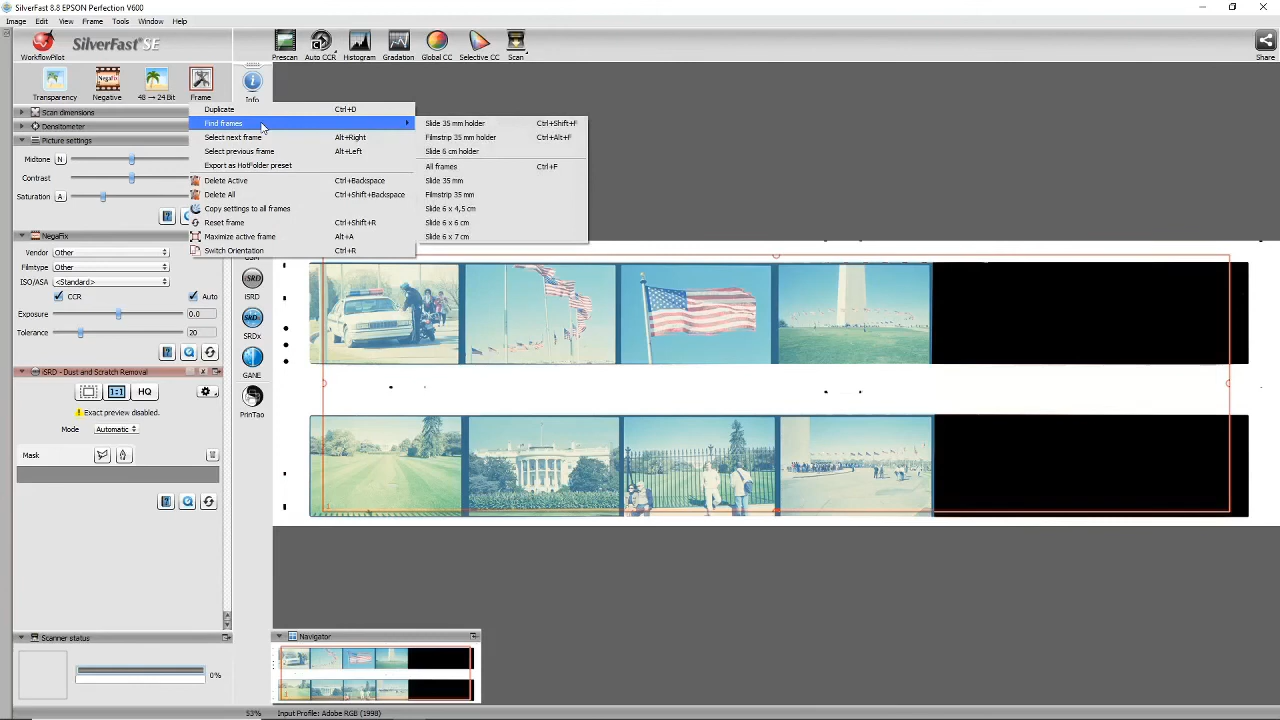 SilverFast 8.8 EPSON Perfection V600
Image Edit View Frame Tools Window Help
WorkflowPilot
SilverFast SE
Prescan Auto CCR Histogram Gradation Global CC Selective CC Scan
Share
Transparency Negative 48 → 24 Bit Frame
NegaFix
Info
Scan dimensions
Densitometer
Picture settings
Midtone N
Contrast
Saturation A
NegaFix
Vendor Other
Filmtype Other
ISO/ASA <Standard>
CCR Auto
Exposure 0.0
Tolerance 20
iSRD - Dust and Scratch Removal
1:1 HQ
Exact preview disabled.
Mode Automatic
Mask
Scanner status
0%
iSRD
SRDx
GANE
PrinTao
Duplicate Ctrl+D
Find frames
Select next frame Alt+Right
Select previous frame Alt+Left
Export as HotFolder preset
Delete Active Ctrl+Backspace
Delete All Ctrl+Shift+Backspace
Copy settings to all frames
Reset frame Ctrl+Shift+R
Maximize active frame Alt+A
Switch Orientation Ctrl+R
Slide 35 mm holder Ctrl+Shift+F
Filmstrip 35 mm holder Ctrl+Alt+F
Slide 6 cm holder
All frames Ctrl+F
Slide 35 mm
Filmstrip 35 mm
Slide 6 x 4,5 cm
Slide 6 x 6 cm
Slide 6 x 7 cm
Navigator
53% Input Profile: Adobe RGB (1998)